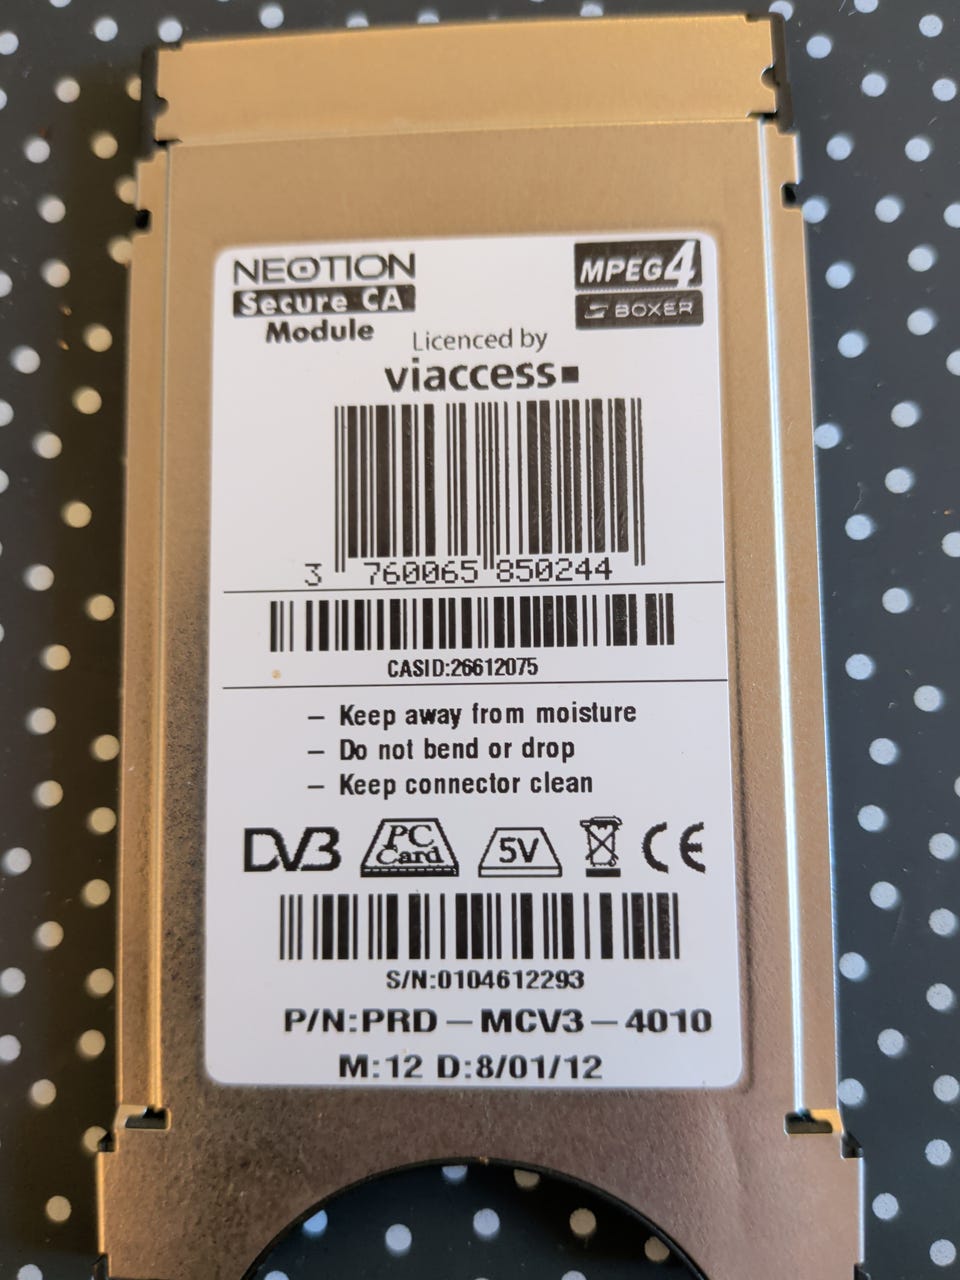 NEOTION
Secure CA
Module
MPEG4
BOXER
Licenced by
viaccess
3 760065 850244
CASID:26612075
– Keep away from moisture
– Do not bend or drop
– Keep connector clean
DVB
PC Card
5V
CE
S/N:0104612293
P/N:PRD – MCV3 – 4010
M:12 D:8/01/12